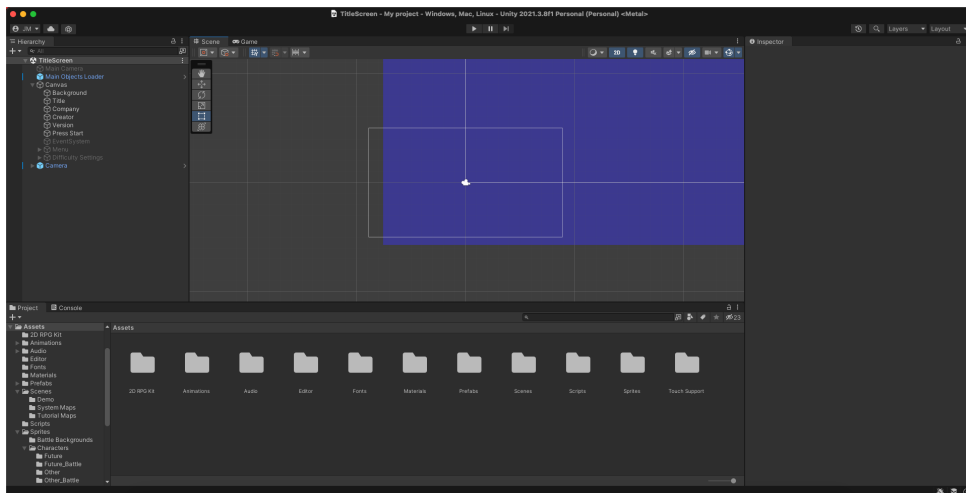 TitleScreen - My project - Windows, Mac, Linux - Unity 2021.3.8f1 Personal (Personal) <Metal>
JM
Layers
Layout
Hierarchy
All
TitleScreen
Main Camera
Main Objects Loader
Canvas
Background
Title
Company
Creator
Version
Press Start
EventSystem
Menu
Difficulty Settings
Camera
Scene
Game
2D
Inspector
Project
Console
23
Assets
2D RPG Kit
Animations
Audio
Editor
Fonts
Materials
Prefabs
Scenes
Demo
System Maps
Tutorial Maps
Scripts
Sprites
Battle Backgrounds
Characters
Future
Future_Battle
Other
Other_Battle
Assets
2D RPG Kit
Animations
Audio
Editor
Fonts
Materials
Prefabs
Scenes
Scripts
Sprites
Touch Support